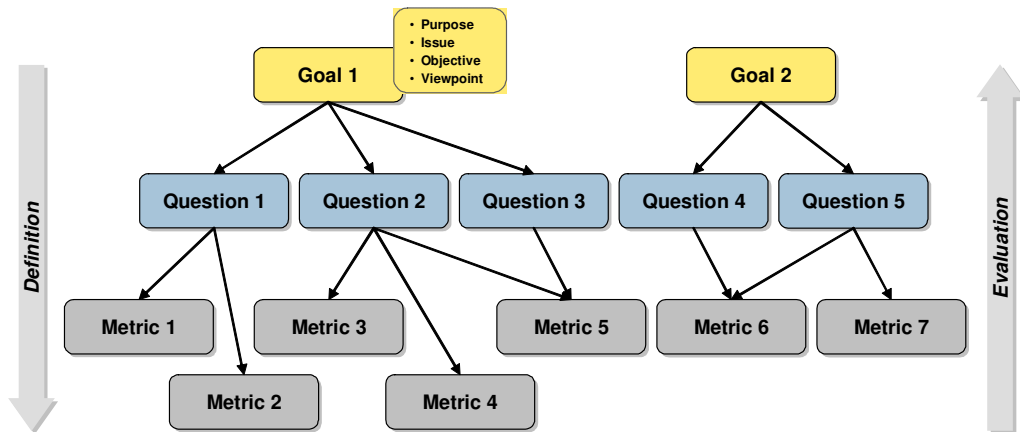 • Purpose
• Issue
• Objective
• Viewpoint
Goal 1
Goal 2
Definition
Evaluation
Question 1
Question 2
Question 3
Question 4
Question 5
Metric 1
Metric 3
Metric 5
Metric 6
Metric 7
Metric 2
Metric 4